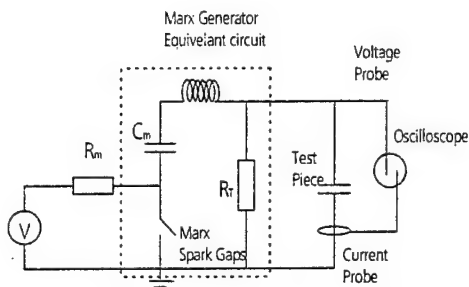 Marx Generator
Equivelant circuit
Voltage
Probe
Oscilloscope
Cm
Rm
Test
Piece
RT
V
Marx
Spark Gaps
Current
Probe